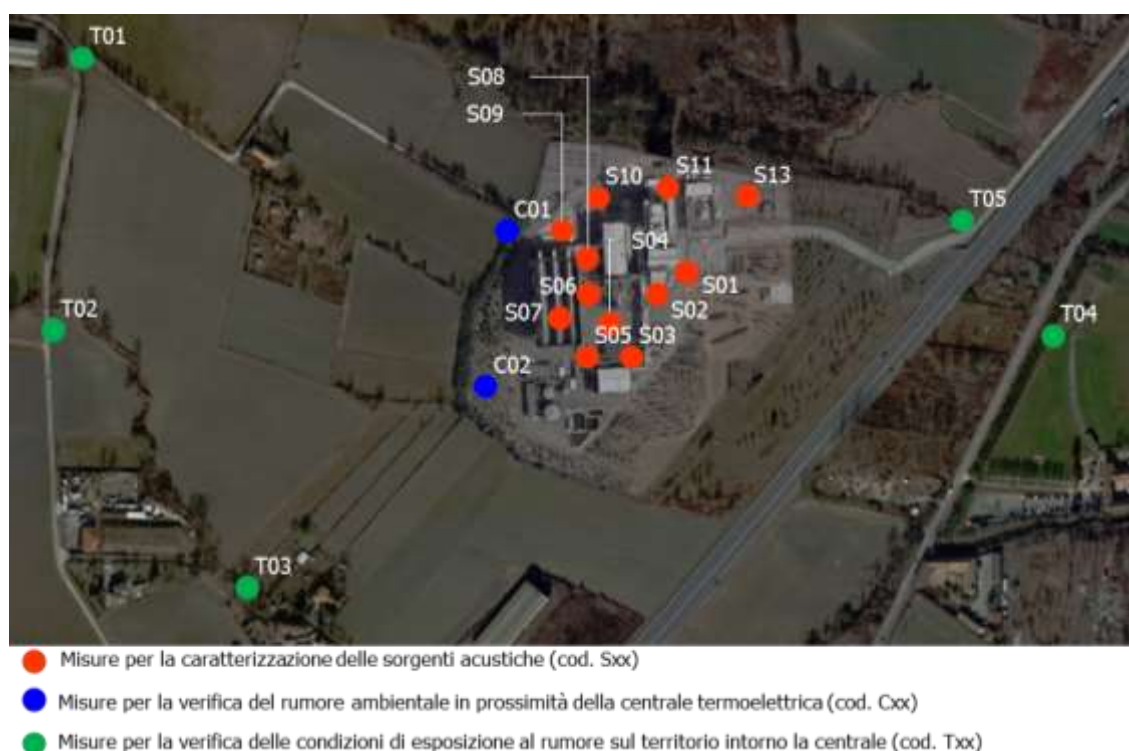 T01
S08
S09
S11
S10
S13
C01
T05
S04
S01
S06
S02
S07
T02
T04
S05
S03
C02
T03
Misure per la caratterizzazione delle sorgenti acustiche (cod. Sxx)
Misure per la verifica del rumore ambientale in prossimità della centrale termoelettrica (cod. Cxx)
Misure per la verifica delle condizioni di esposizione al rumore sul territorio intorno la centrale (cod. Txx)